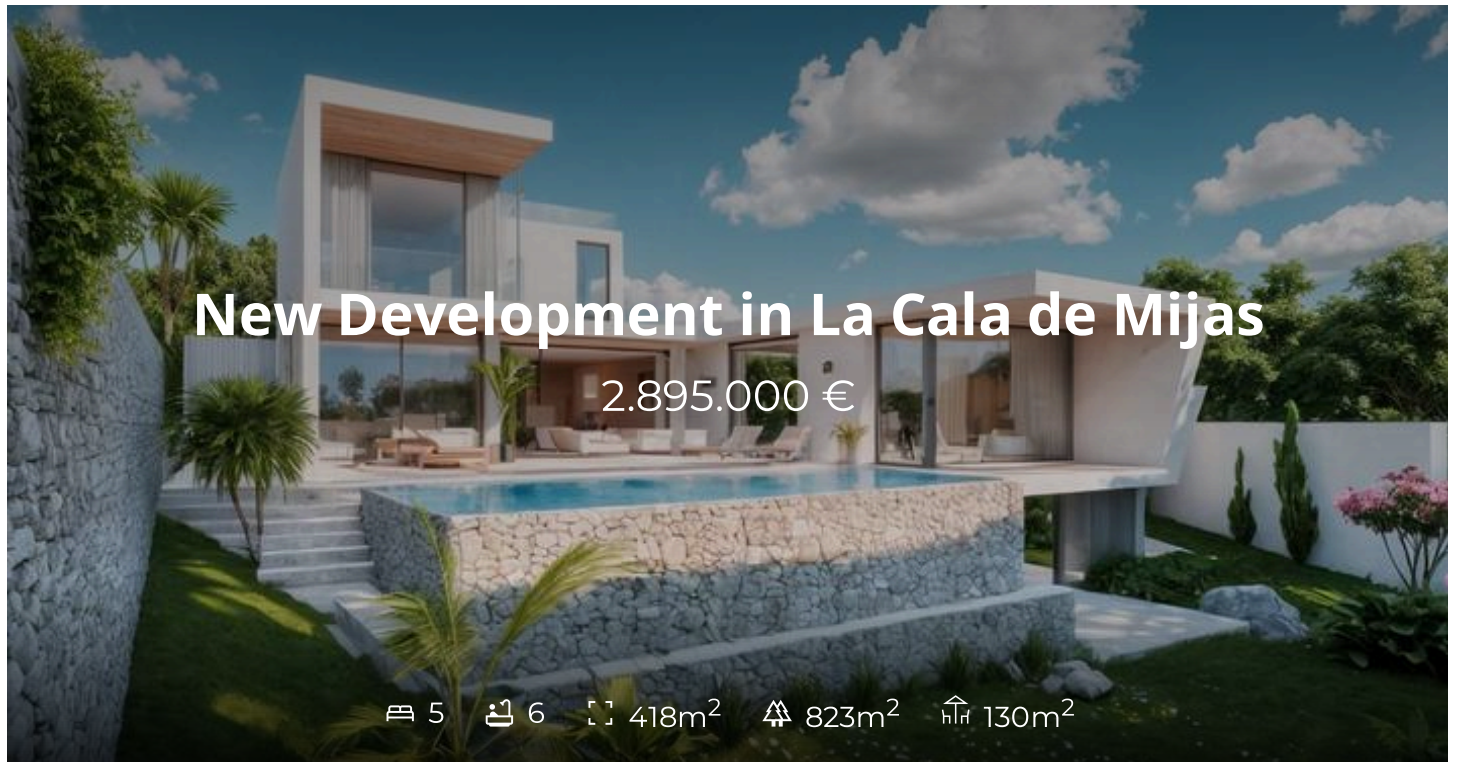 New Development in La Cala de Mijas
2.895.000 €
5 6 418m² 823m² 130m²